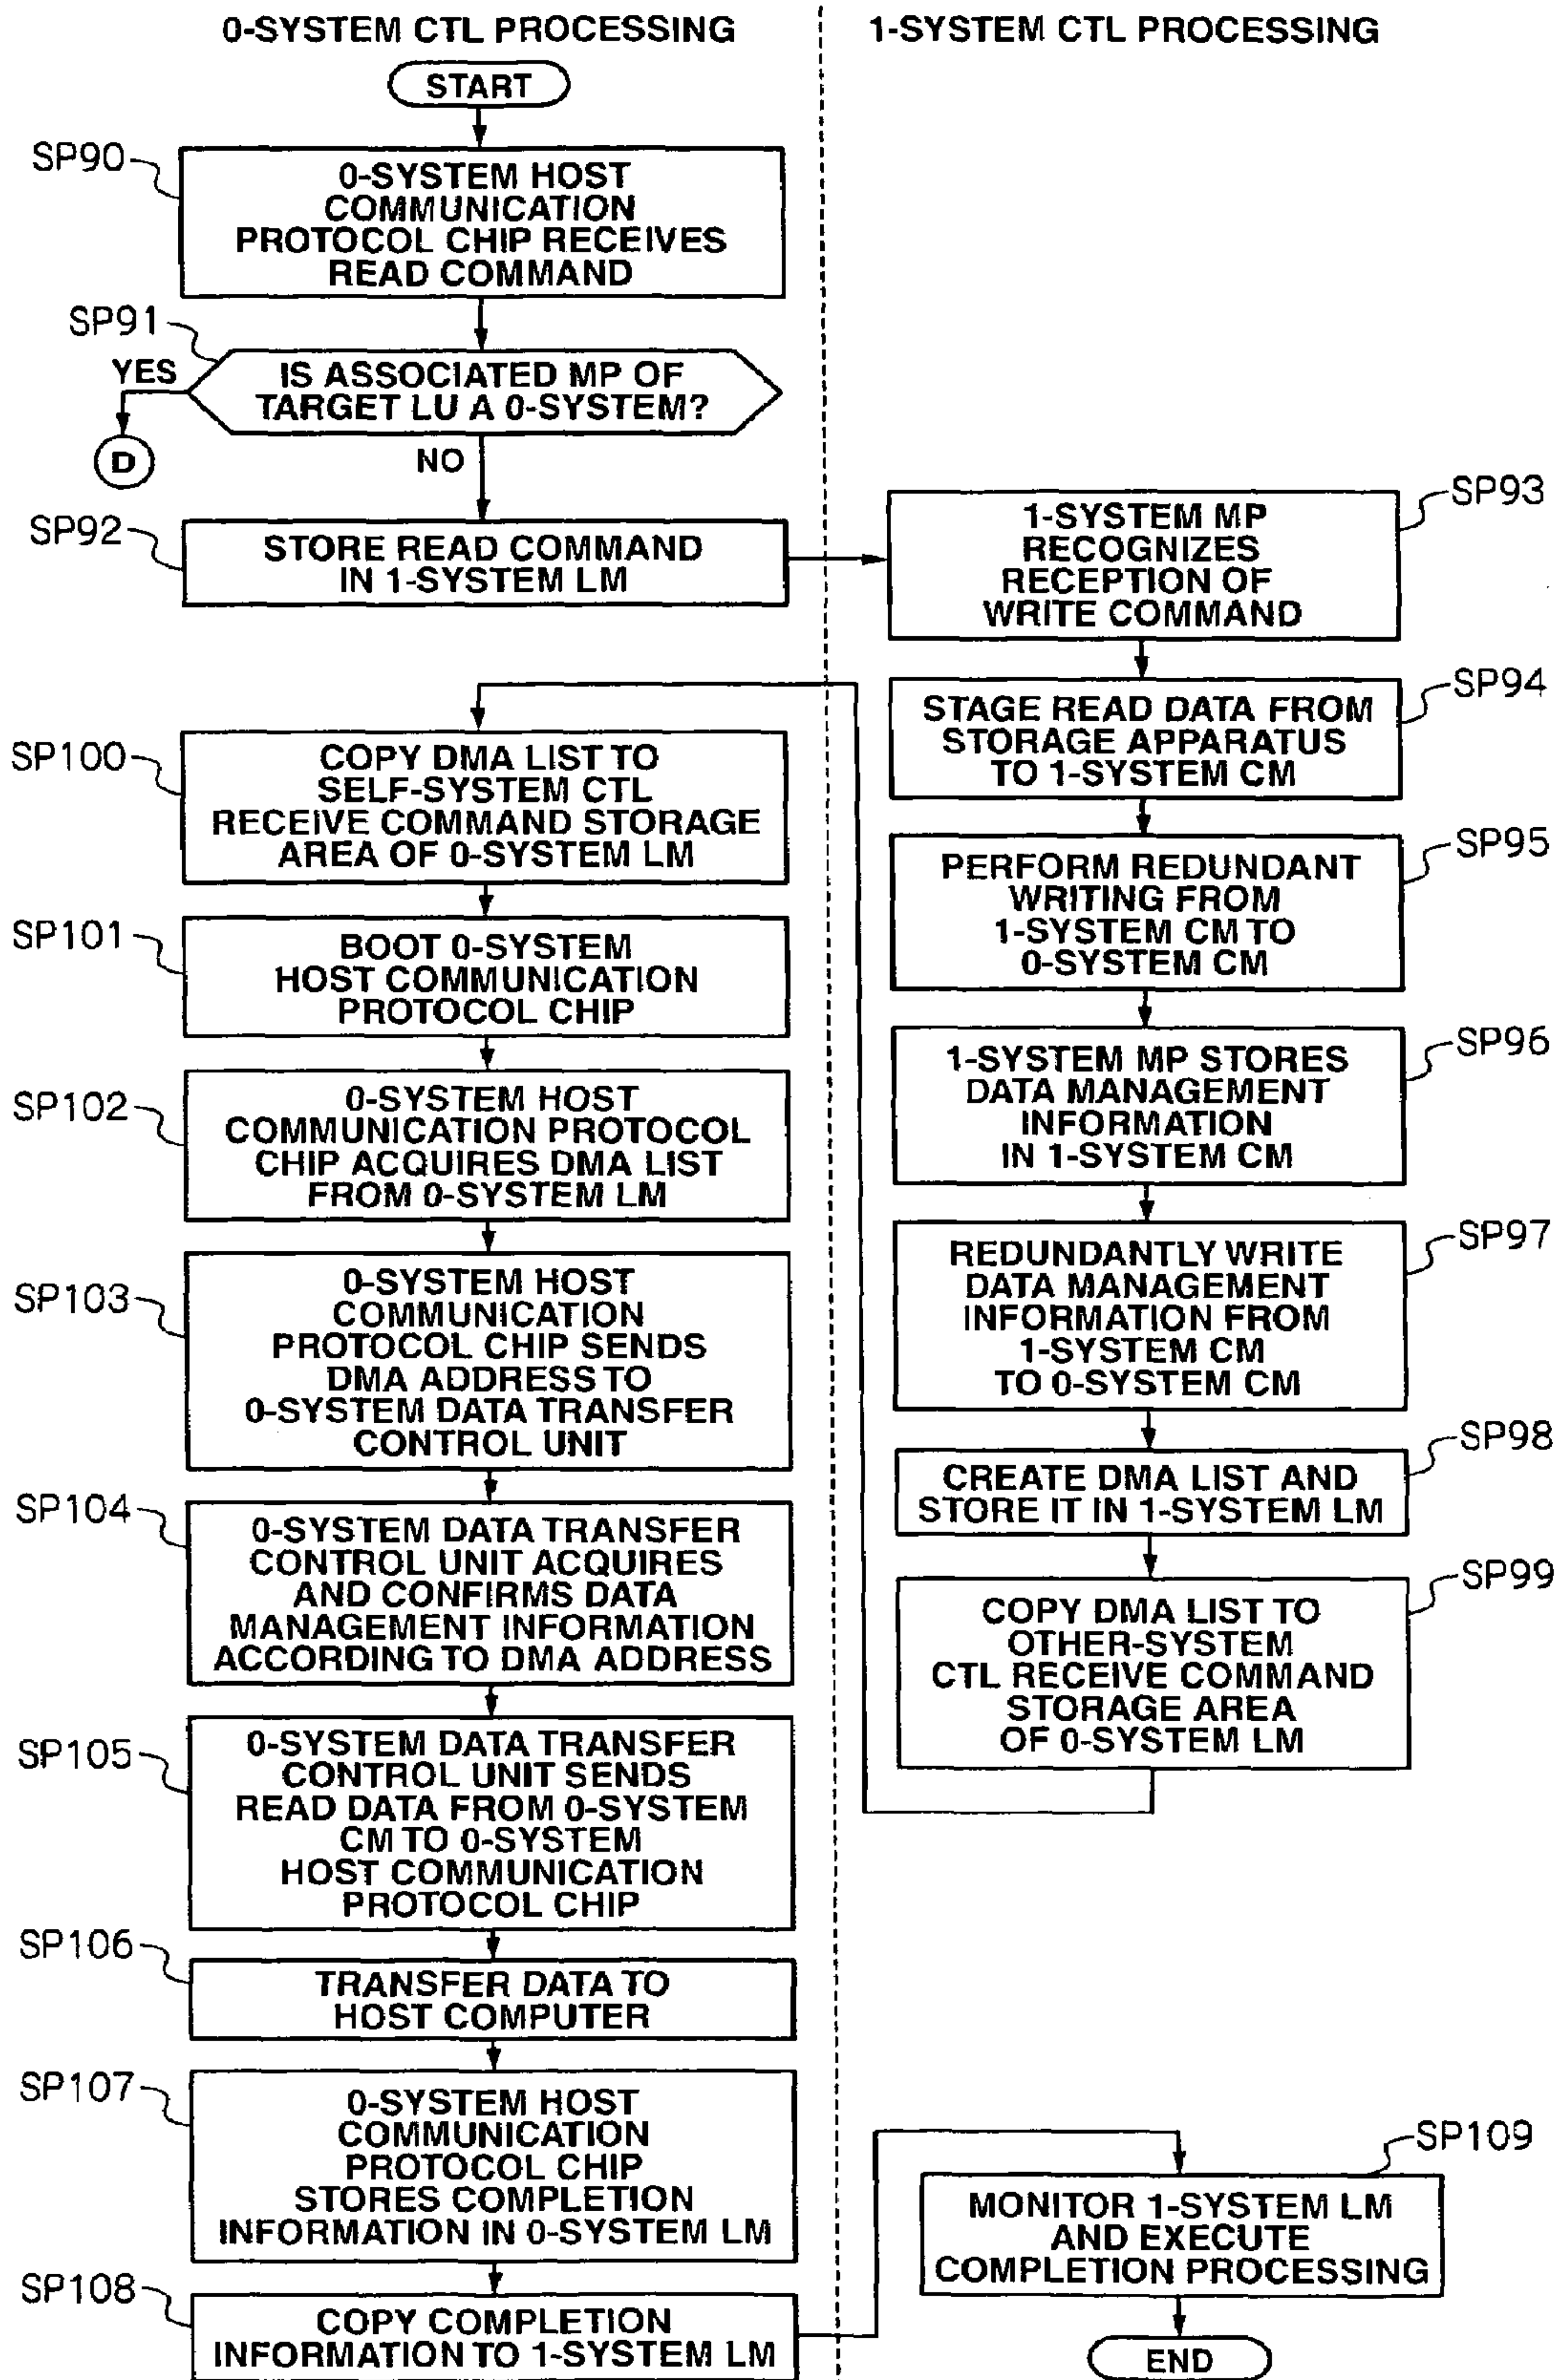 0-SYSTEM CTL PROCESSING
1-SYSTEM CTL PROCESSING
START
SP90
0-SYSTEM HOST
COMMUNICATION
PROTOCOL CHIP RECEIVES
READ COMMAND
SP91
YES
IS ASSOCIATED MP OF
TARGET LU A 0-SYSTEM?
D
NO
SP92
STORE READ COMMAND
IN 1-SYSTEM LM
SP93
1-SYSTEM MP
RECOGNIZES
RECEPTION OF
WRITE COMMAND
SP94
STAGE READ DATA FROM
STORAGE APPARATUS
TO 1-SYSTEM CM
SP95
PERFORM REDUNDANT
WRITING FROM
1-SYSTEM CM TO
0-SYSTEM CM
SP96
1-SYSTEM MP STORES
DATA MANAGEMENT
INFORMATION
IN 1-SYSTEM CM
SP97
REDUNDANTLY WRITE
DATA MANAGEMENT
INFORMATION FROM
1-SYSTEM CM
TO 0-SYSTEM CM
SP98
CREATE DMA LIST AND
STORE IT IN 1-SYSTEM LM
SP99
COPY DMA LIST TO
OTHER-SYSTEM
CTL RECEIVE COMMAND
STORAGE AREA
OF 0-SYSTEM LM
SP100
COPY DMA LIST TO
SELF-SYSTEM CTL
RECEIVE COMMAND STORAGE
AREA OF 0-SYSTEM LM
SP101
BOOT 0-SYSTEM
HOST COMMUNICATION
PROTOCOL CHIP
SP102
0-SYSTEM HOST
COMMUNICATION PROTOCOL
CHIP ACQUIRES DMA LIST
FROM 0-SYSTEM LM
SP103
0-SYSTEM HOST
COMMUNICATION
PROTOCOL CHIP SENDS
DMA ADDRESS TO
0-SYSTEM DATA TRANSFER
CONTROL UNIT
SP104
0-SYSTEM DATA TRANSFER
CONTROL UNIT ACQUIRES
AND CONFIRMS DATA
MANAGEMENT INFORMATION
ACCORDING TO DMA ADDRESS
SP105
0-SYSTEM DATA TRANSFER
CONTROL UNIT SENDS
READ DATA FROM 0-SYSTEM
CM TO 0-SYSTEM
HOST COMMUNICATION
PROTOCOL CHIP
SP106
TRANSFER DATA TO
HOST COMPUTER
SP107
0-SYSTEM HOST
COMMUNICATION
PROTOCOL CHIP
STORES COMPLETION
INFORMATION IN 0-SYSTEM LM
SP108
COPY COMPLETION
INFORMATION TO 1-SYSTEM LM
SP109
MONITOR 1-SYSTEM LM
AND EXECUTE
COMPLETION PROCESSING
END